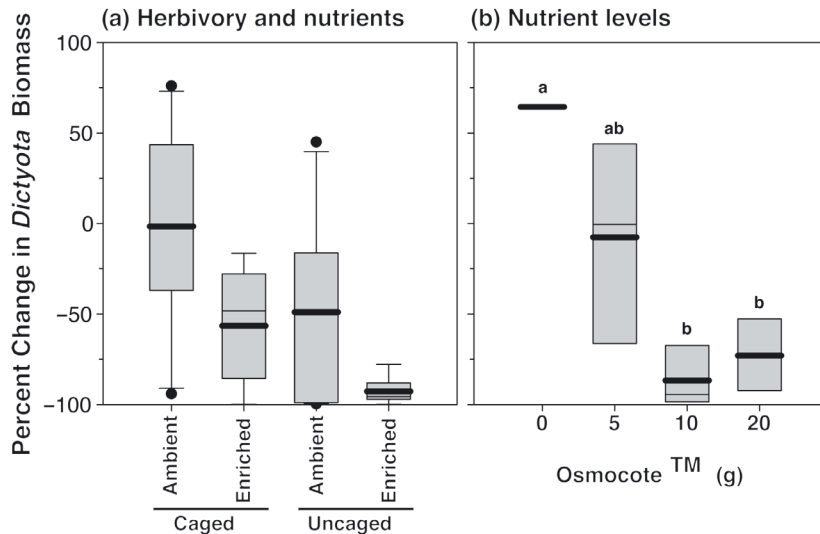 (a) Herbivory and nutrients
(b) Nutrient levels
Percent Change in Dictyota Biomass
100
50
0
−50
−100
Ambient
Enriched
Ambient
Enriched
Caged
Uncaged
a
ab
b
b
0
5
10
20
Osmocote TM (g)